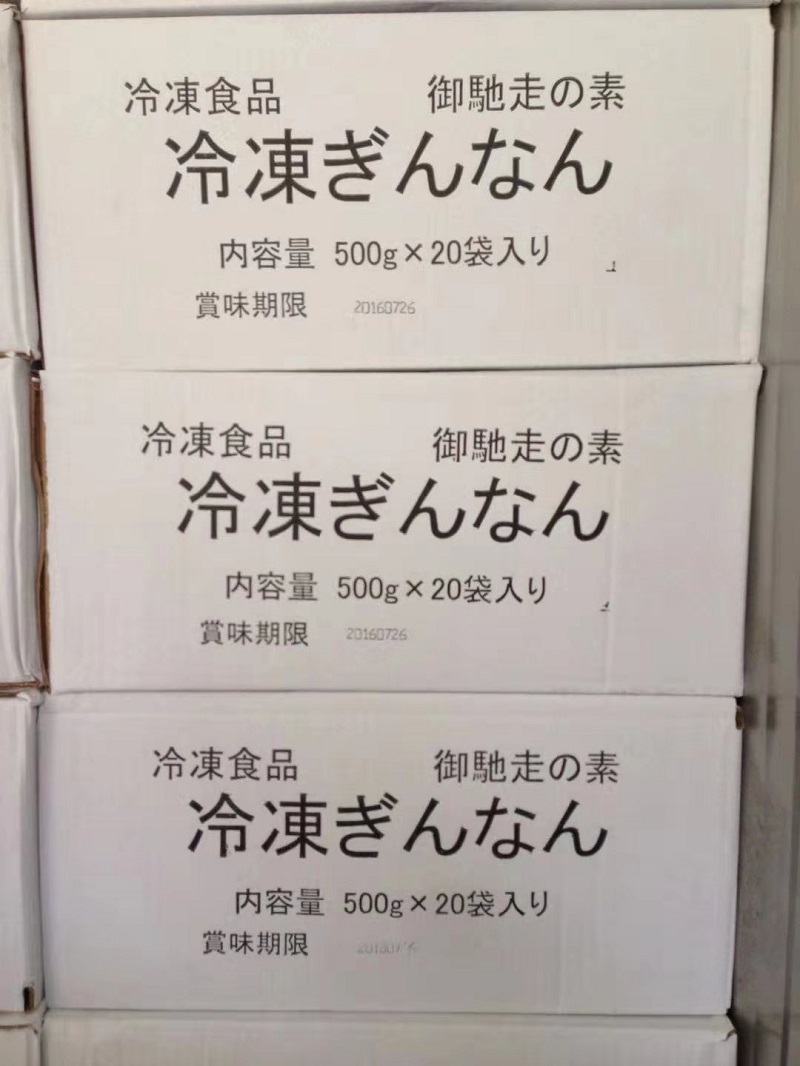 冷凍食品 御馳走の素
冷凍ぎんなん
内容量 500g×20袋入り
賞味期限 20160726
冷凍食品 御馳走の素
冷凍ぎんなん
内容量 500g×20袋入り
賞味期限 20160726
冷凍食品 御馳走の素
冷凍ぎんなん
内容量 500g×20袋入り
賞味期限